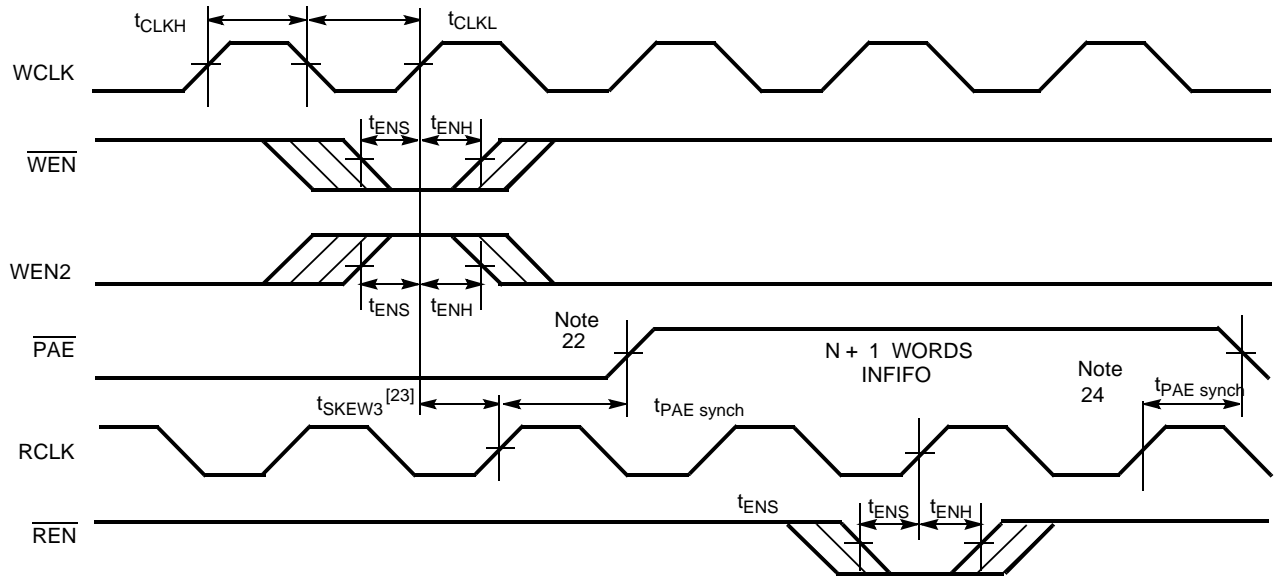 tCLKH tCLKL
WCLK
tENS tENH
WEN
WEN2
tENS tENH
Note
22
PAE
N + 1 WORDS
INFIFO
Note
24
tSKEW3 [23]
tPAE synch
tPAE synch
RCLK
tENS
tENS tENH
REN